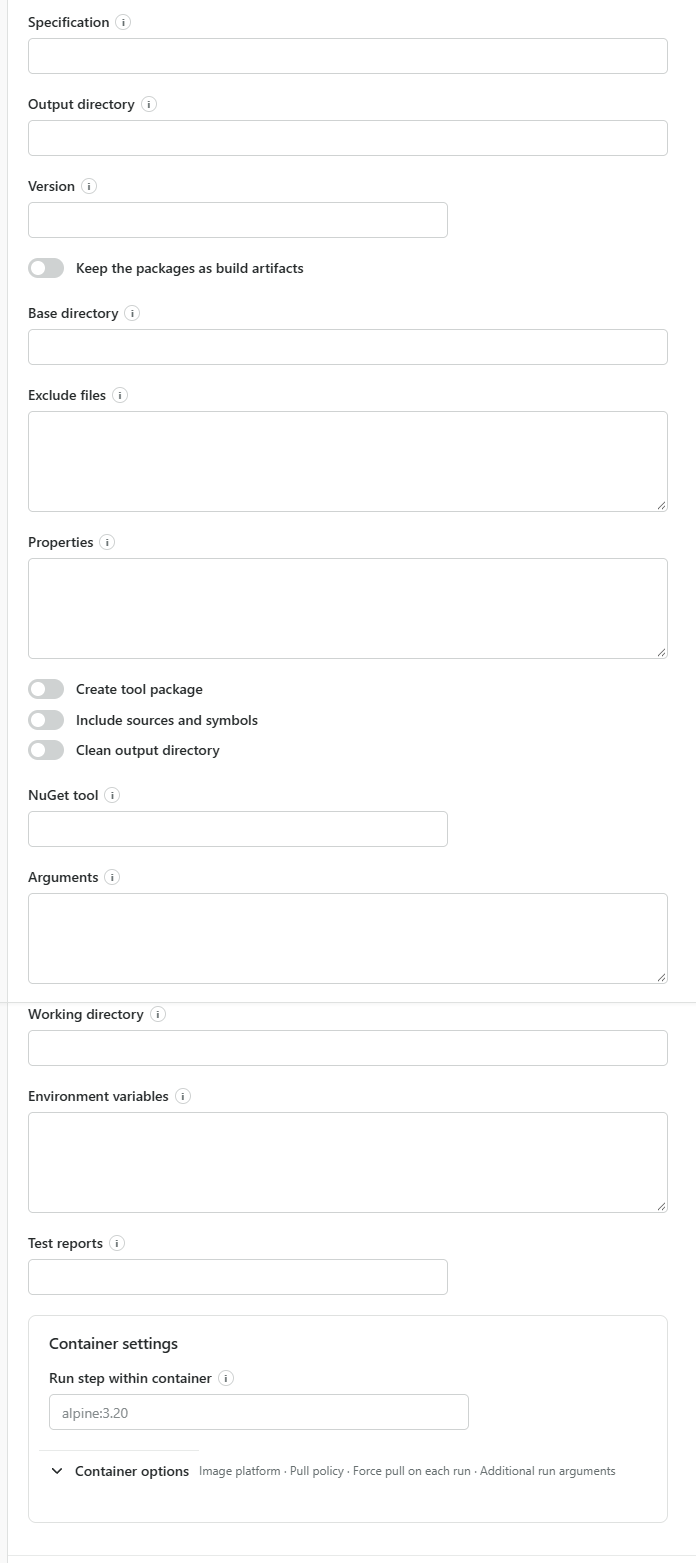 Specification
Output directory
Version
Keep the packages as build artifacts
Base directory
Exclude files
Properties
Create tool package
Include sources and symbols
Clean output directory
NuGet tool
Arguments
Working directory
Environment variables
Test reports
Container settings
Run step within container
alpine:3.20
Container options Image platform · Pull policy · Force pull on each run · Additional run arguments